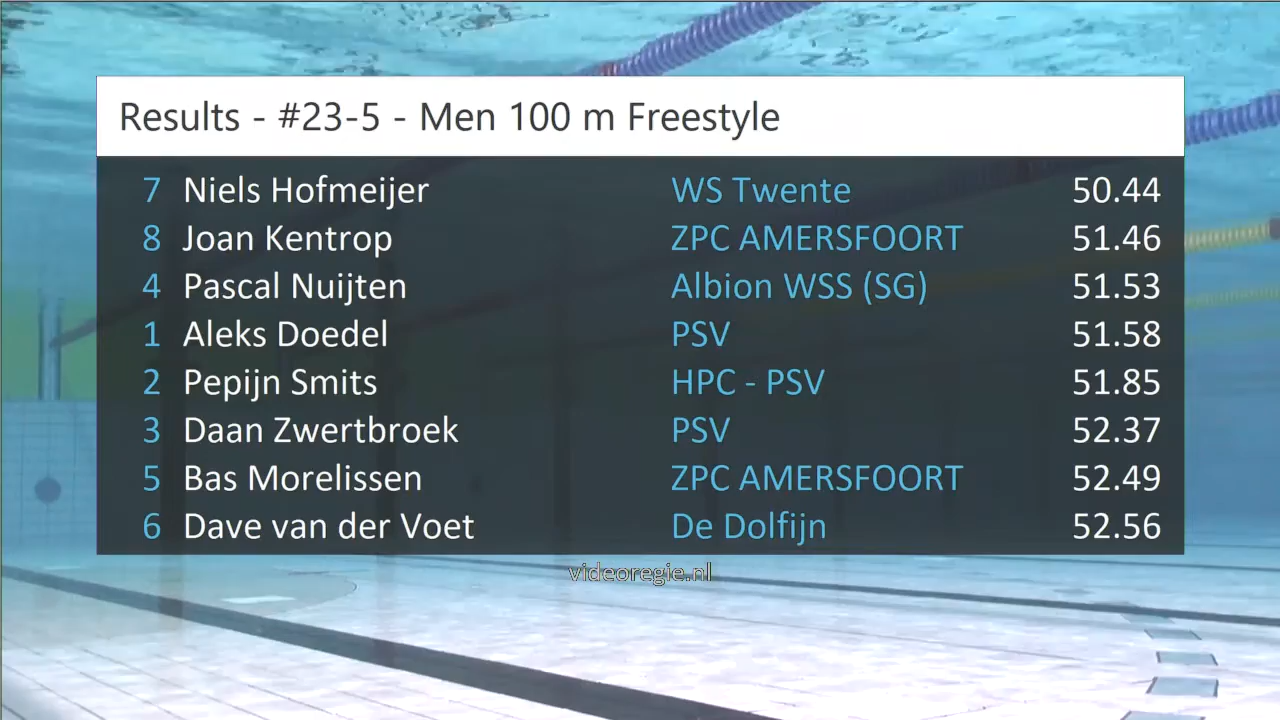 Results - #23-5 - Men 100 m Freestyle
7 Niels Hofmeijer WS Twente 50.44
8 Joan Kentrop ZPC AMERSFOORT 51.46
4 Pascal Nuijten Albion WSS (SG) 51.53
1 Aleks Doedel PSV 51.58
2 Pepijn Smits HPC - PSV 51.85
3 Daan Zwertbroek PSV 52.37
5 Bas Morelissen ZPC AMERSFOORT 52.49
6 Dave van der Voet De Dolfijn 52.56
videoregie.nl